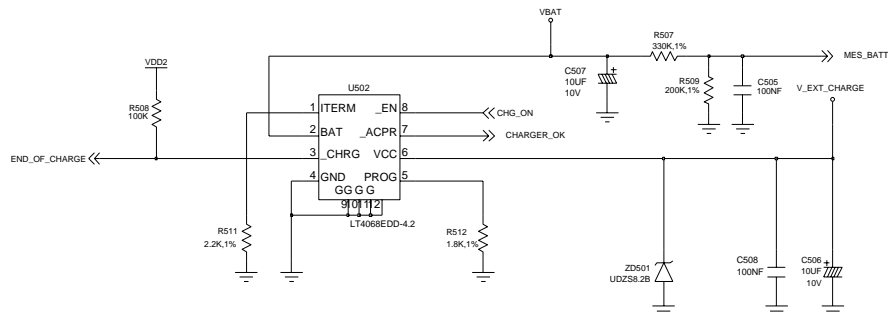 VBAT
R507
330K,1%
MES_BATT
VDD2
C507
10UF
10V
R509
200K,1%
C505
100NF
V_EXT_CHARGE
U502
R508
100K
1 ITERM _EN 8
CHG_ON
2 BAT _ACPR 7
CHARGER_OK
END_OF_CHARGE
3 _CHRG VCC 6
4 GND PROG 5
GG G G
9 10 11 12
LT4068EDD-4.2
R511
2.2K,1%
R512
1.8K,1%
ZD501
UDZS8.2B
C508
100NF
C506
10UF
10V